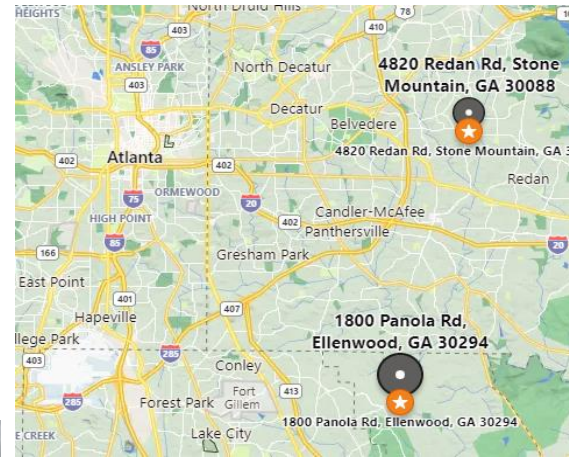 HEIGHTS
North Druid Hills
403
85
410
78
10
ANSLEY PARK
403
North Decatur
4820 Redan Rd, Stone
Mountain, GA 30088
Decatur
Belvedere
4820 Redan Rd, Stone Mountain, GA 3
Atlanta
402
402
Redan
75
ORMEWOOD
20
HIGH POINT
402
Candler-McAfee
Panthersville
85
20
166
Gresham Park
East Point
401
407
1800 Panola Rd,
Ellenwood, GA 30294
Hapeville
llege Park
403
285
Conley
Fort
Gillem
413
285
Forest Park
1800 Panola Rd, Ellenwood, GA 30294
E CREEK
Lake City